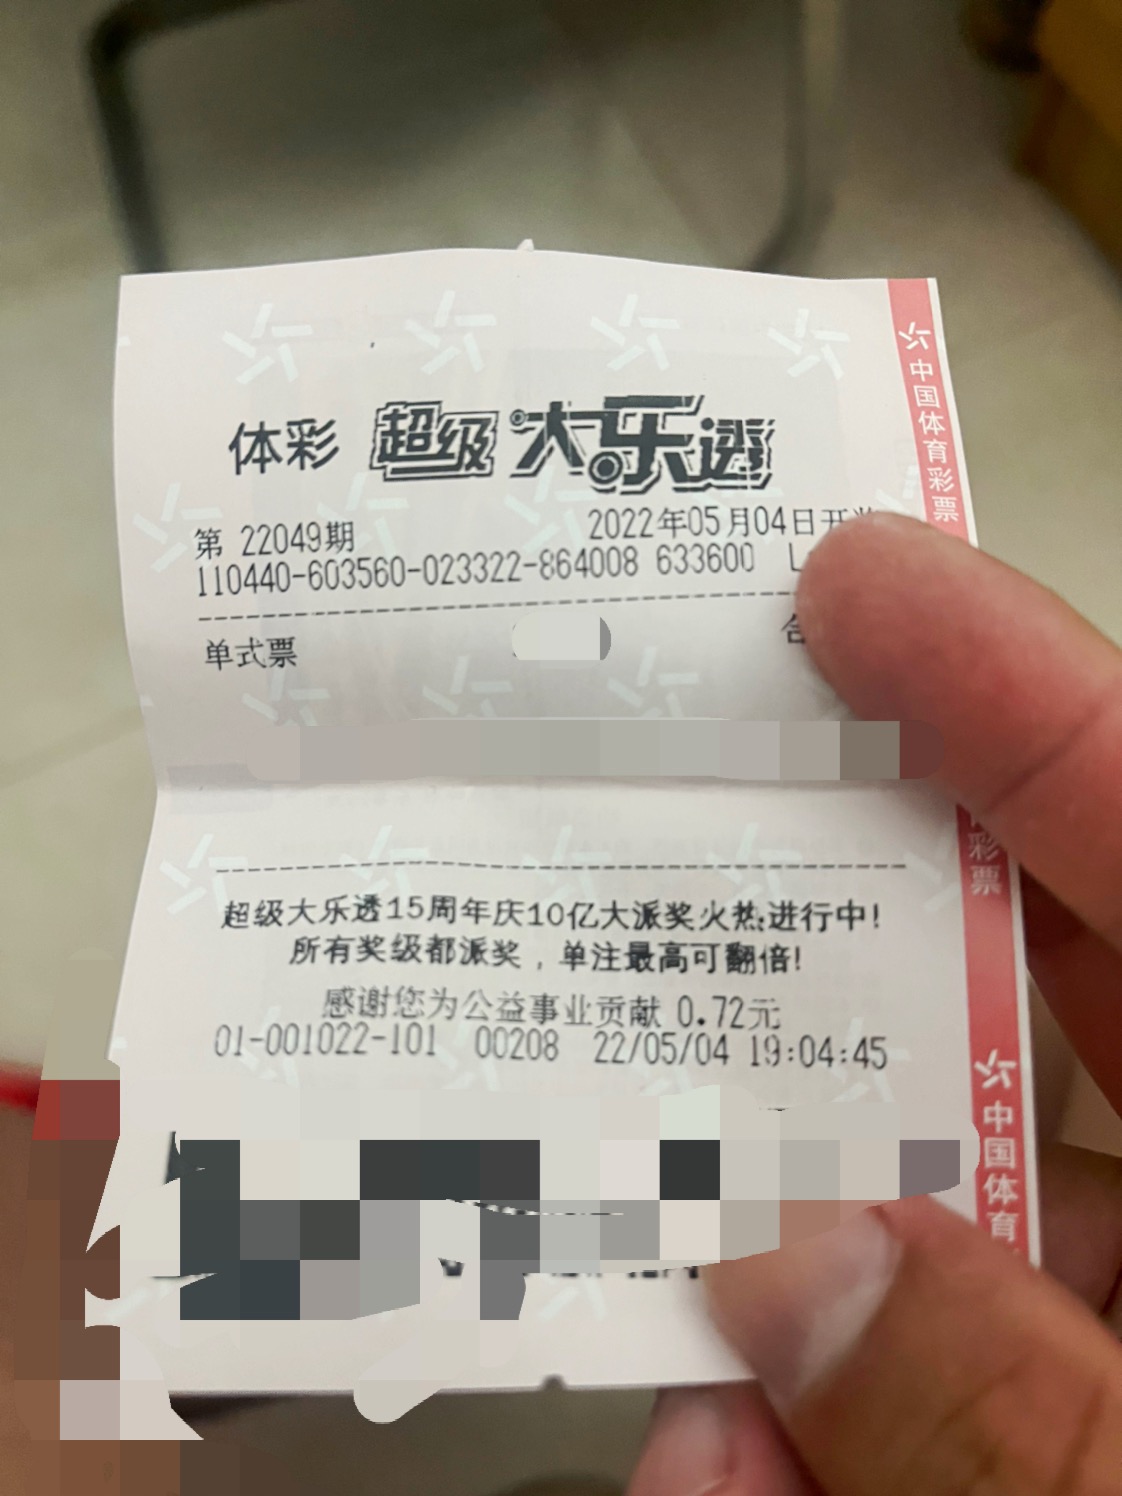 体彩 超级大乐透
第 22049期 2022年05月04日开
110440-603560-023322-864008 633600
单式票
超级大乐透15周年庆10亿大派奖火热进行中!
所有奖级都派奖,单注最高可翻倍!
感谢您为公益事业贡献 0.72元
01-001022-101 00208 22/05/04 19:04:45
中国体育彩票
彩票
中国体育